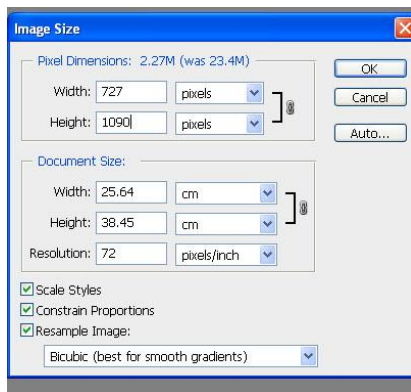 Image Size
Pixel Dimensions: 2.27M (was 23.4M)
OK
Width: 727 pixels
Cancel
Height: 1090 pixels
Auto...
Document Size:
Width: 25.64 cm
Height: 38.45 cm
Resolution: 72 pixels/inch
Scale Styles
Constrain Proportions
Resample Image:
Bicubic (best for smooth gradients)